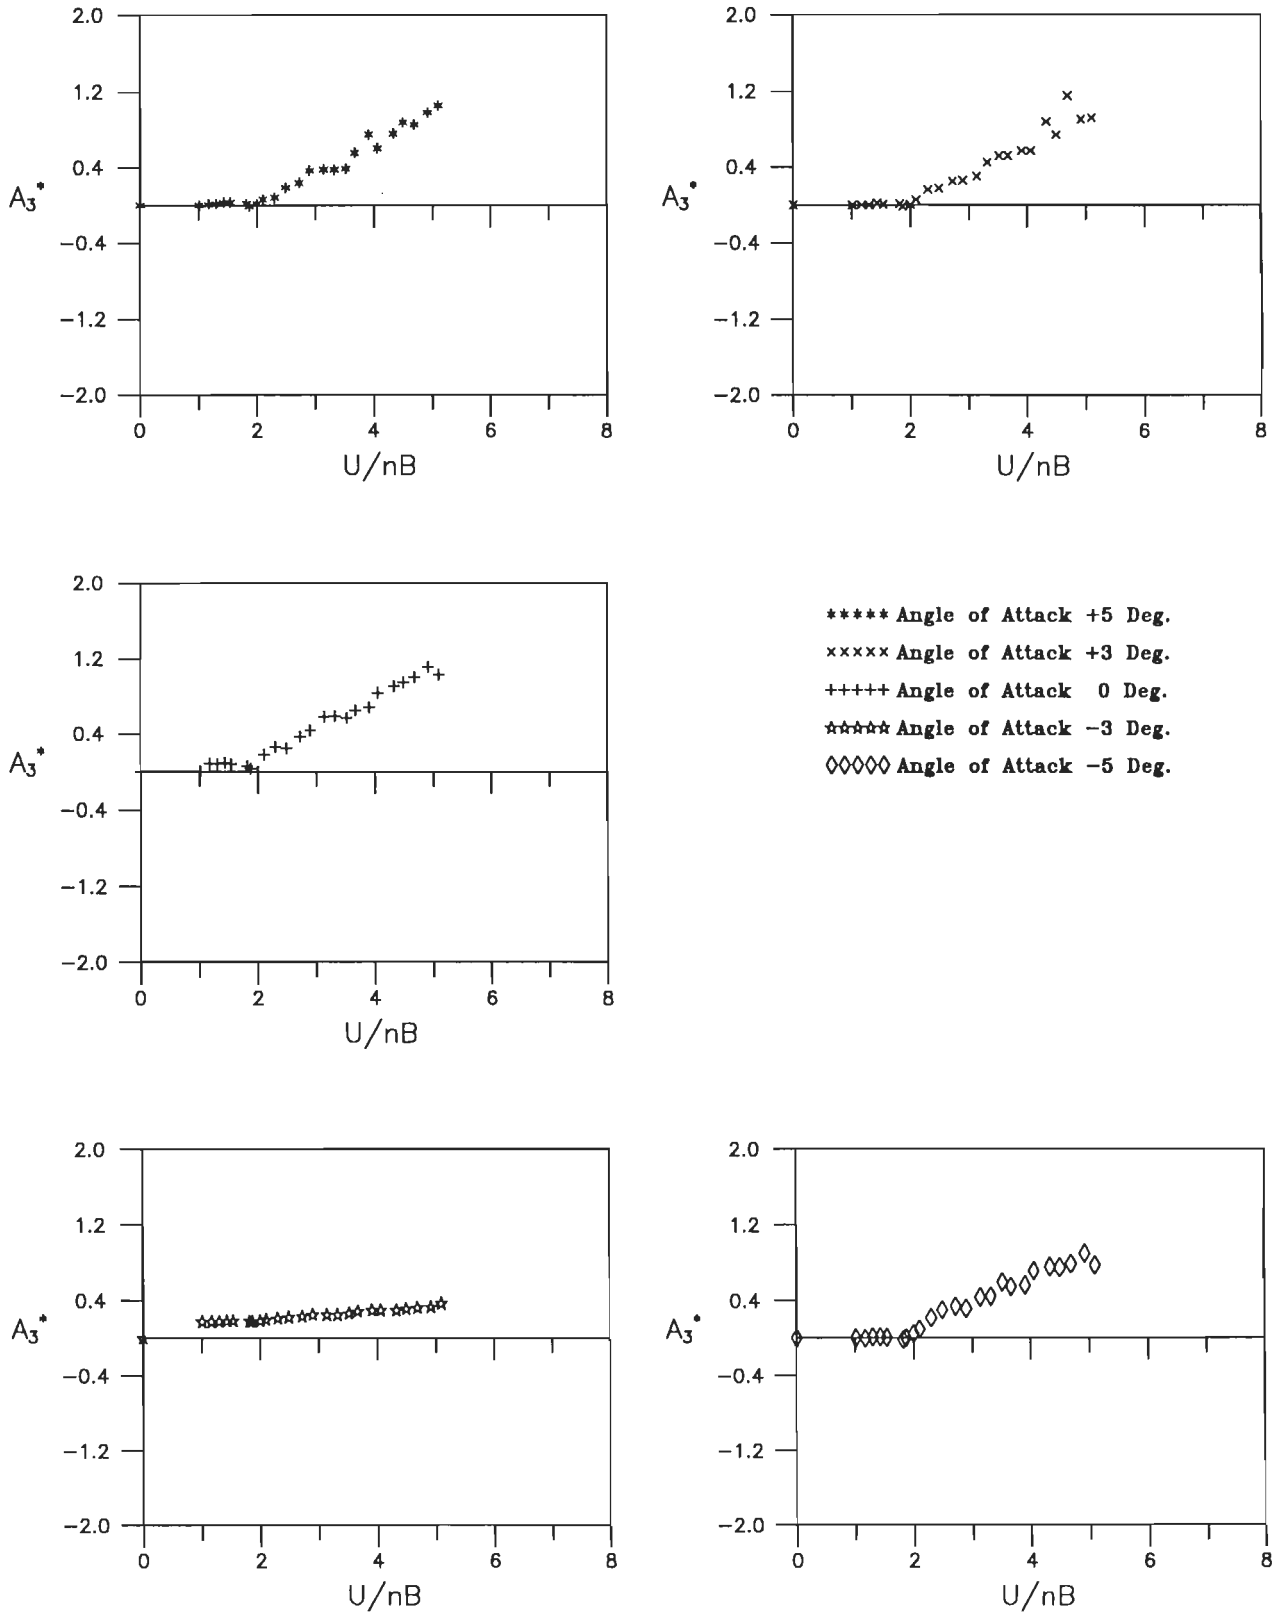 2.0
1.2
0.4
A3*
−0.4
−1.2
−2.0
0 2 4 6 8
U/nB
2.0
1.2
0.4
A3*
−0.4
−1.2
−2.0
0 2 4 6 8
U/nB
2.0
1.2
0.4
A3*
−0.4
−1.2
−2.0
0 2 4 6 8
U/nB
Angle of Attack +5 Deg.
Angle of Attack +3 Deg.
Angle of Attack 0 Deg.
Angle of Attack −3 Deg.
Angle of Attack −5 Deg.
2.0
1.2
0.4
A3*
−0.4
−1.2
−2.0
0 2 4 6 8
U/nB
2.0
1.2
0.4
A3*
−0.4
−1.2
−2.0
0 2 4 6 8
U/nB